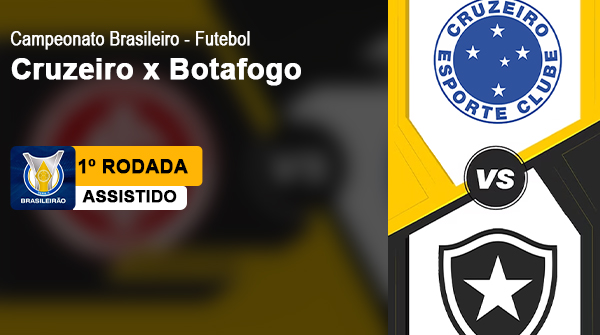 Campeonato Brasileiro - Futebol
Cruzeiro x Botafogo
1º RODADA
BRASILEIRÃO
ASSISTIDO
CRUZEIRO
ESPORTE CLUBE
VS